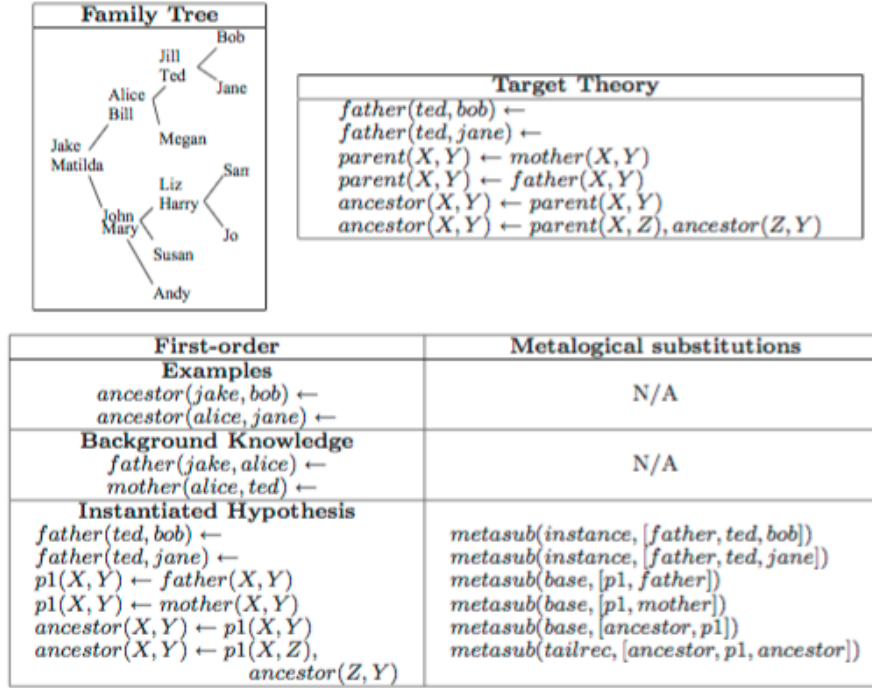 Family Tree
Bob
Jill
Ted
Jane
Alice
Bill
Megan
Jake
Matilda
San
Liz
Harry
John
Mary
Jo
Susan
Andy
Target Theory
father(ted, bob) ←
father(ted, jane) ←
parent(X, Y) ← mother(X, Y)
parent(X, Y) ← father(X, Y)
ancestor(X, Y) ← parent(X, Y)
ancestor(X, Y) ← parent(X, Z), ancestor(Z, Y)
First-order
Metalogical substitutions
Examples
ancestor(jake, bob) ←
ancestor(alice, jane) ←
N/A
Background Knowledge
father(jake, alice) ←
mother(alice, ted) ←
N/A
Instantiated Hypothesis
father(ted, bob) ←
father(ted, jane) ←
p1(X, Y) ← father(X, Y)
p1(X, Y) ← mother(X, Y)
ancestor(X, Y) ← p1(X, Y)
ancestor(X, Y) ← p1(X, Z),
ancestor(Z, Y)
metasub(instance, [father, ted, bob])
metasub(instance, [father, ted, jane])
metasub(base, [p1, father])
metasub(base, [p1, mother])
metasub(base, [ancestor, p1])
metasub(tailrec, [ancestor, p1, ancestor])